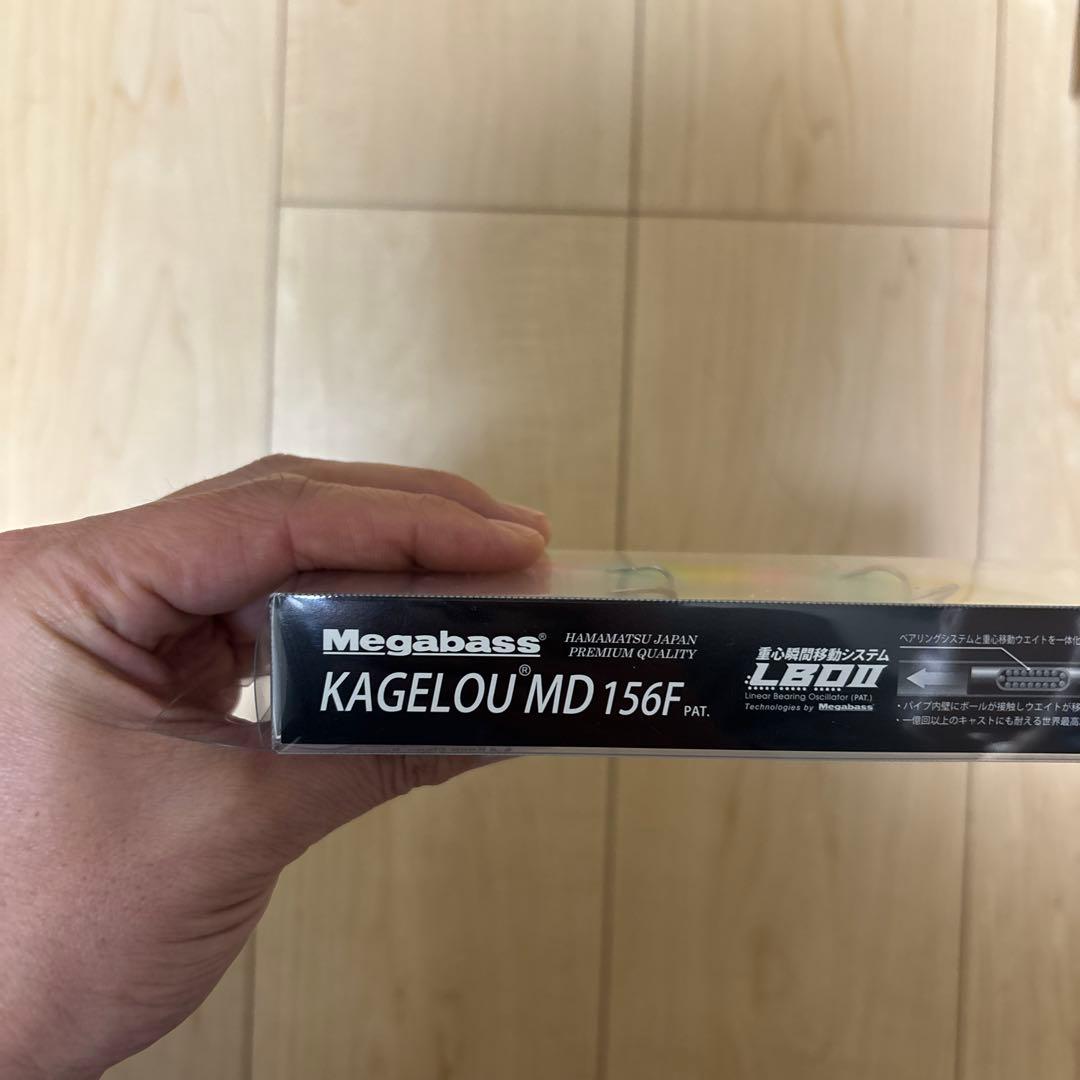 Megabass®
HAMAMATSU JAPAN
PREMIUM QUALITY
KAGELOU® MD 156F PAT.
重心瞬間移動システム
LBOII
Linear Bearing Oscillator (PAT.)
Technologies by Megabass
ベアリングシステムと重心移動ウエイトを一体化
・パイプ内壁にボールが接触しウエイトが移
・一億回以上のキャストにも耐える世界最高